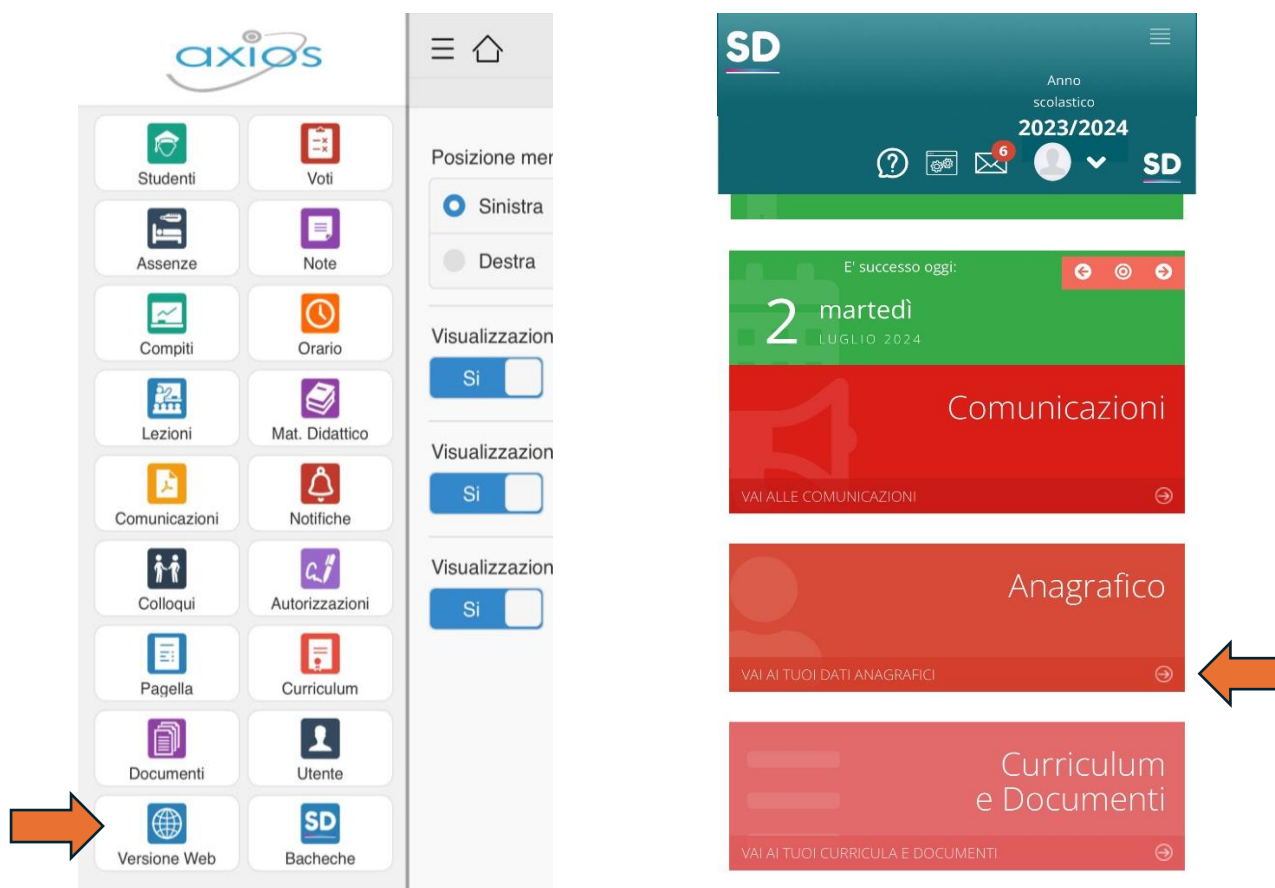 axios
Studenti
Voti
Assenze
Note
Compiti
Orario
Lezioni
Mat. Didattico
Comunicazioni
Notifiche
Colloqui
Autorizzazioni
Pagella
Curriculum
Documenti
Utente
SD
Versione Web
Bacheche
Posizione mer
Sinistra
Destra
Visualizzazion
Si
Visualizzazion
Si
Visualizzazion
Si
SD
Anno
scolastico
2023/2024
6
SD
E' successo oggi:
2 martedì
LUGLIO 2024
Comunicazioni
VAI ALLE COMUNICAZIONI
Anagrafico
VAI AI TUOI DATI ANAGRAFICI
Curriculum
e Documenti
VAI AI TUOI CURRICULA E DOCUMENTI